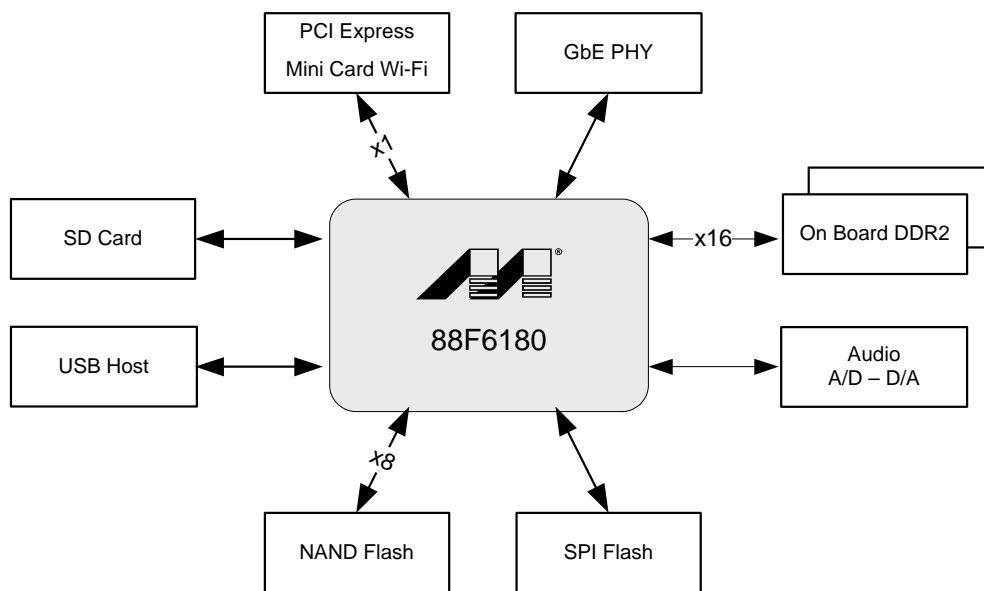 PCI Express
Mini Card Wi-Fi
GbE PHY
x1
SD Card
x16
On Board DDR2
®
88F6180
USB Host
Audio
A/D – D/A
x8
NAND Flash
SPI Flash